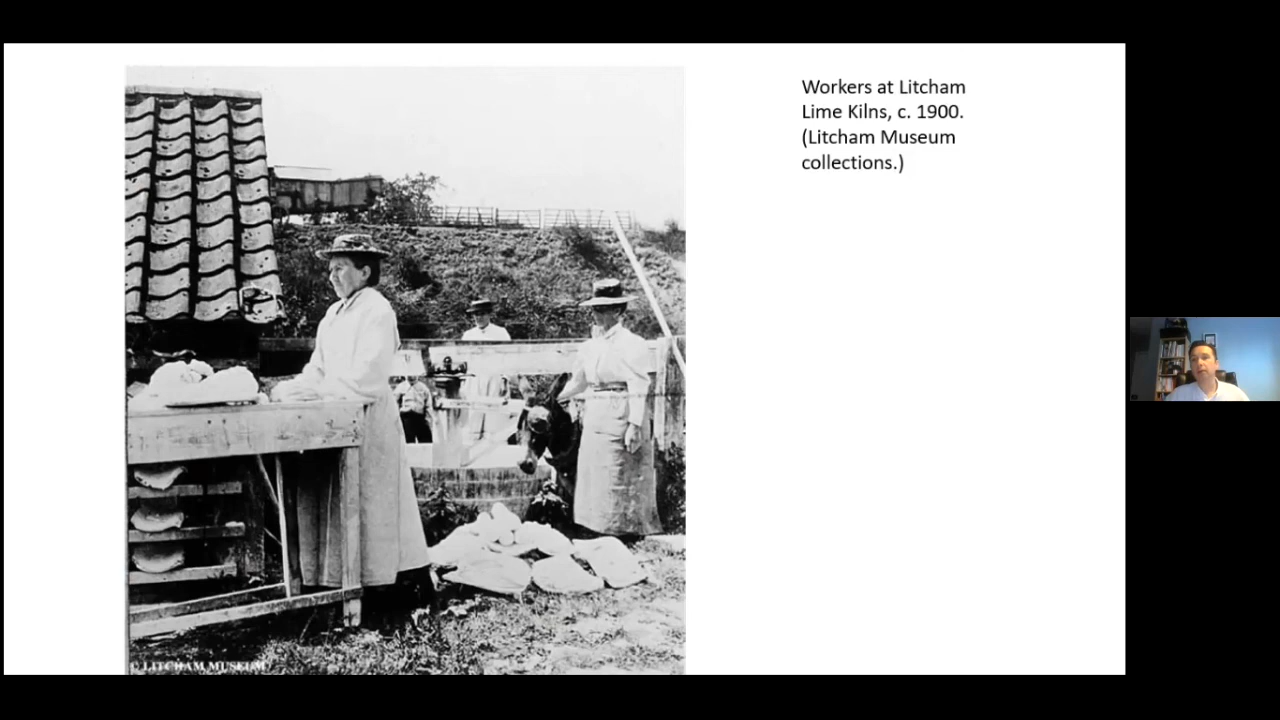 Workers at Litcham
Lime Kilns, c. 1900.
(Litcham Museum
collections.)
© LITCHAM MUSEUM